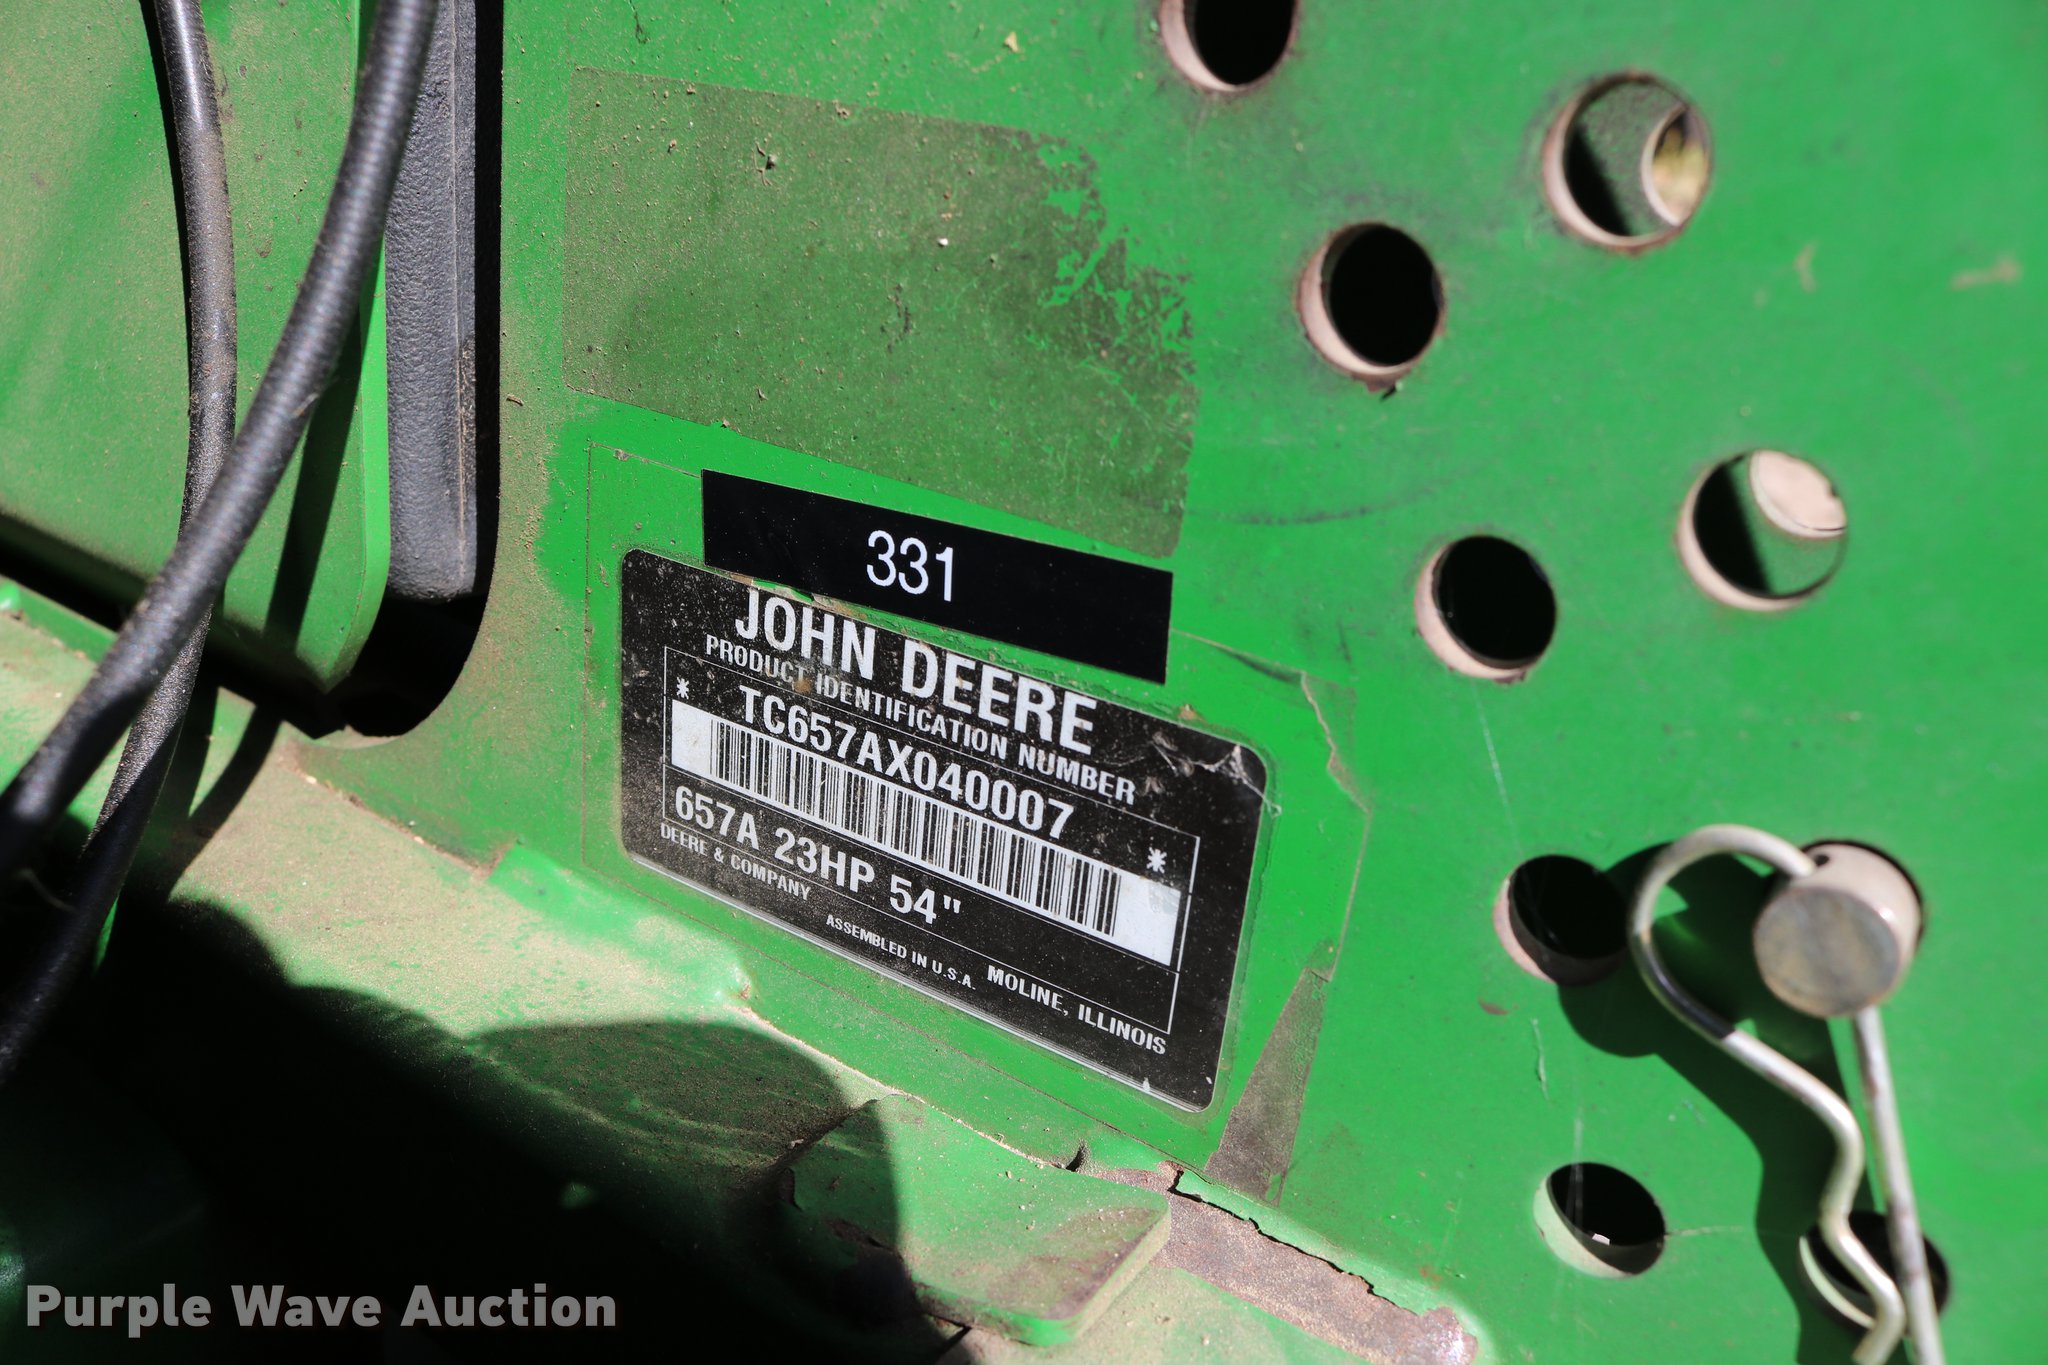 331
JOHN DEERE
PRODUCT IDENTIFICATION NUMBER
* TC657AX040007 *
657A 23HP 54"
DEERE & COMPANY MOLINE, ILLINOIS
ASSEMBLED IN U.S.A.
Purple Wave Auction